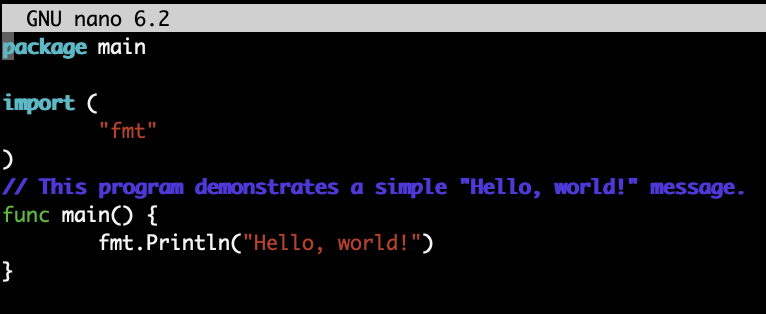 GNU nano 6.2
package main
import (
"fmt"
)
// This program demonstrates a simple "Hello, world!" message.
func main() {
fmt.Println("Hello, world!")
}